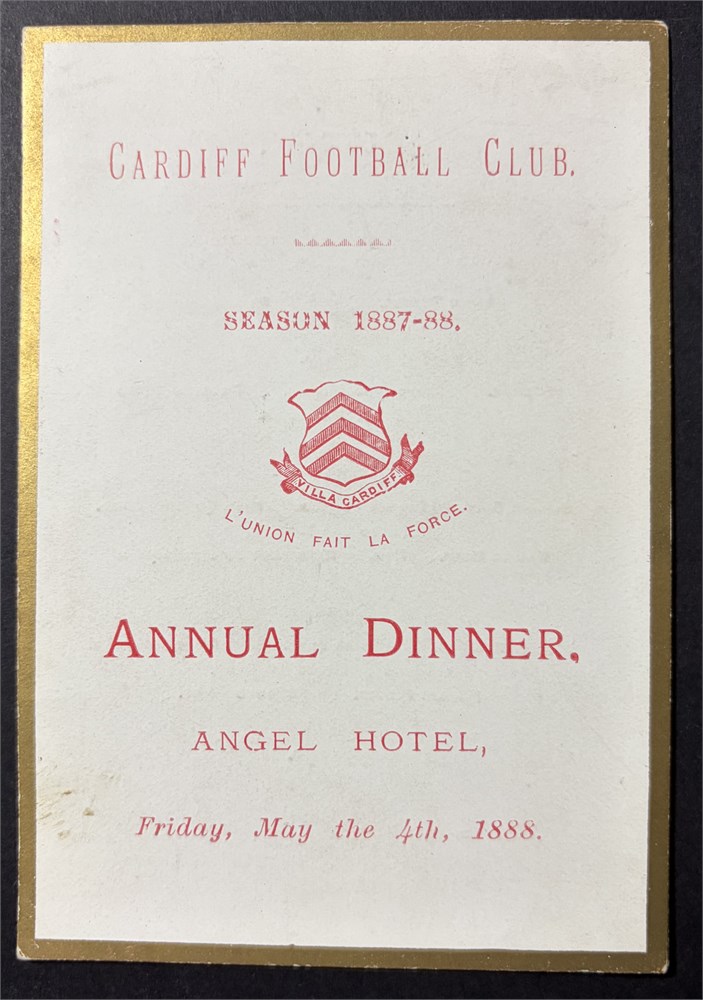 CARDIFF FOOTBALL CLUB.
SEASON 1887-88.
VILLA CARDIFF
L'UNION FAIT LA FORCE.
ANNUAL DINNER,
ANGEL HOTEL,
Friday, May the 4th, 1888.